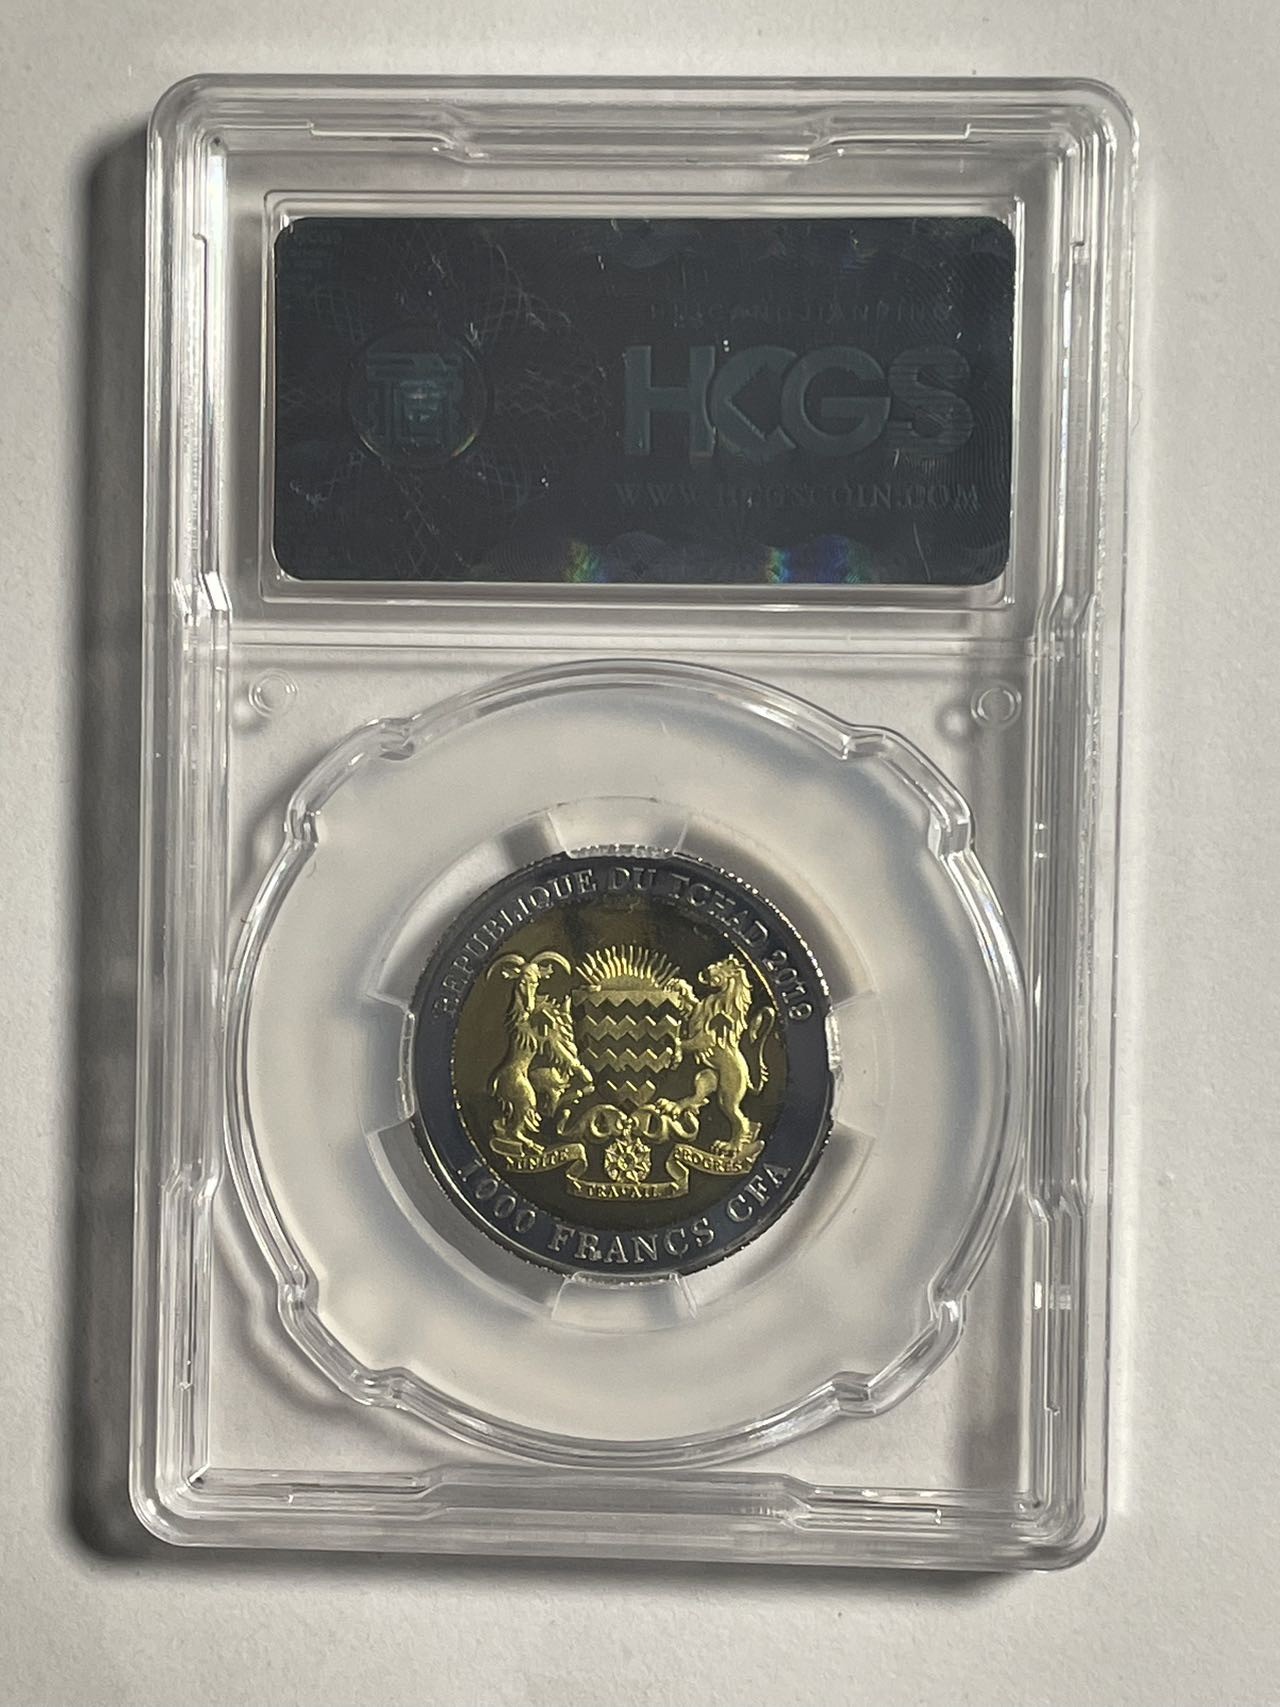 HCGS
WWW.HCGSCOIN.COM
REPUBLIQUE DU TCHAD 2019
UNITE
TRAVAIL
PROGRES
1000 FRANCS CFA